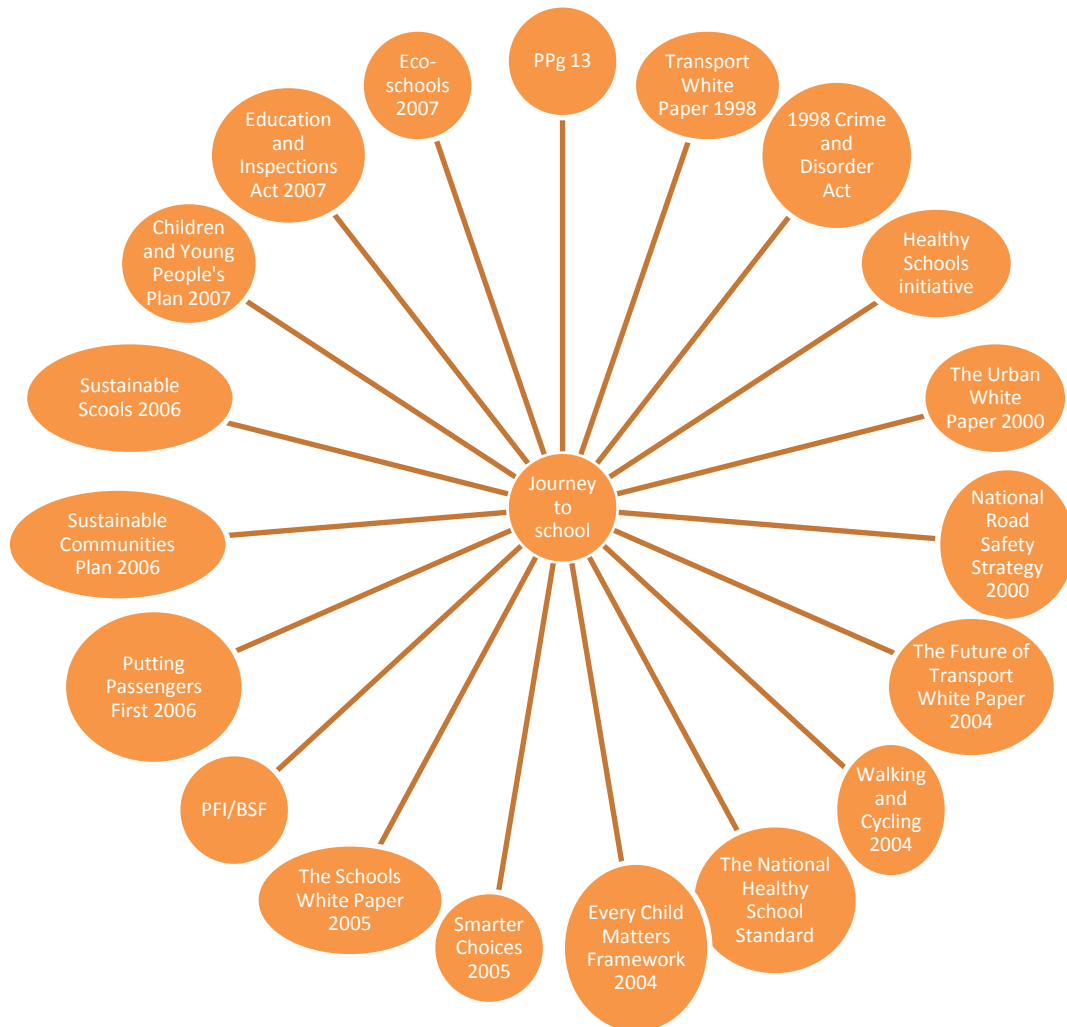 PPg 13
Transport
White
Paper 1998
1998 Crime
and
Disorder
Act
Healthy
Schools
initiative
The Urban
White
Paper 2000
National
Road
Safety
Strategy
2000
The Future of
Transport
White Paper
2004
Walking
and
Cycling
2004
The National
Healthy
School
Standard
Every Child
Matters
Framework
2004
Smarter
Choices
2005
The Schools
White Paper
2005
PFI/BSF
Putting
Passengers
First 2006
Sustainable
Communities
Plan 2006
Sustainable
Scools 2006
Children
and Young
People's
Plan 2007
Education
and
Inspections
Act 2007
Eco-
schools
2007
Journey
to
school